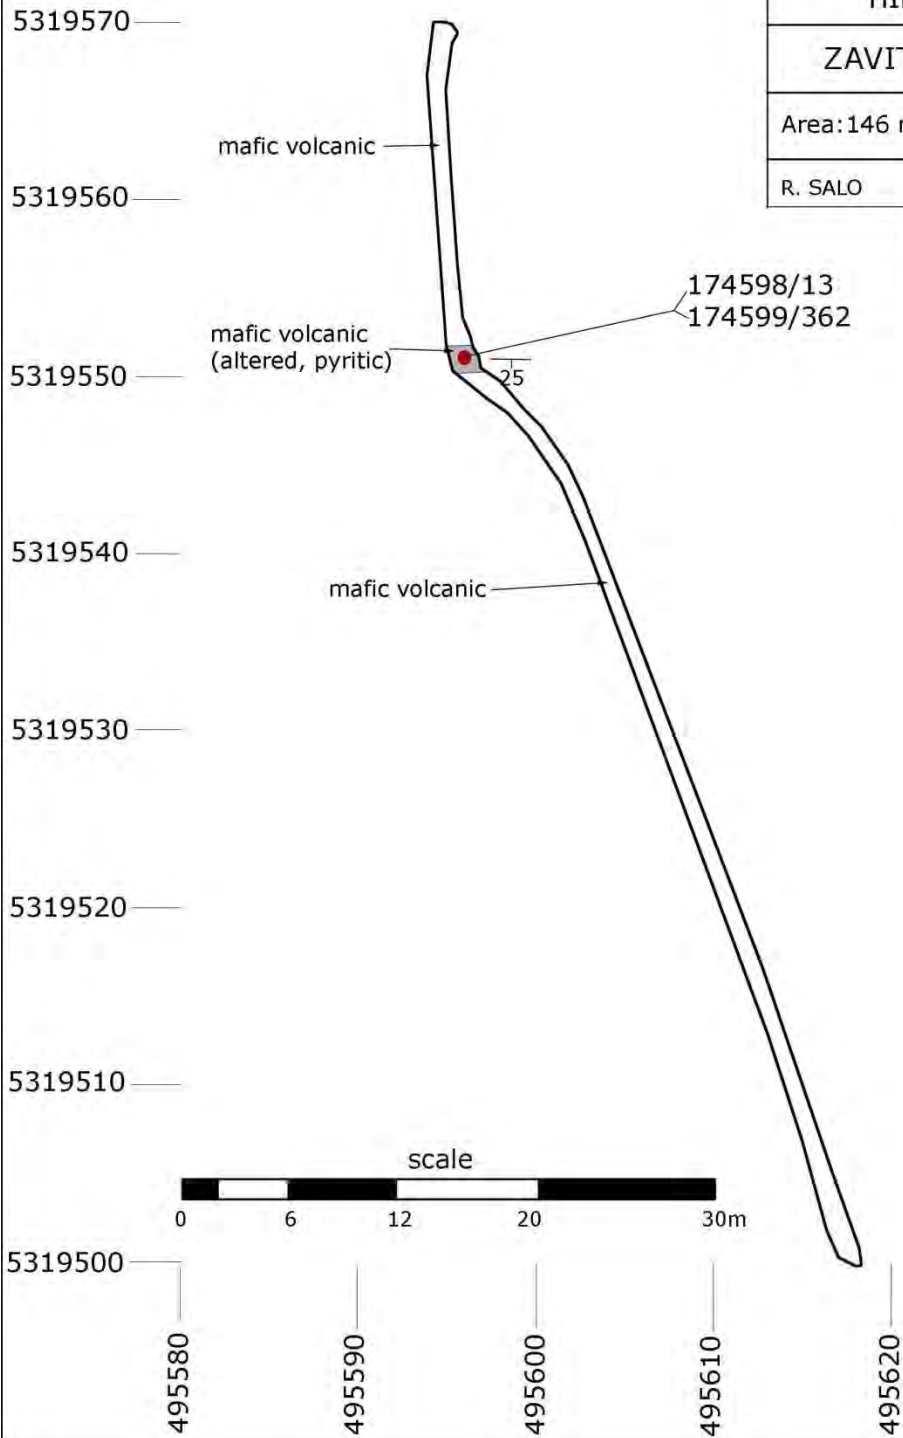 5319570
ZAVIT
mafic volcanic
Area:146
5319560
R. SALO
174598/13
174599/362
mafic volcanic
(altered, pyritic)
5319550
25
5319540
mafic volcanic
5319530
5319520
5319510
scale
0 6 12 20 30m
5319500
495580 495590 495600 495610 495620